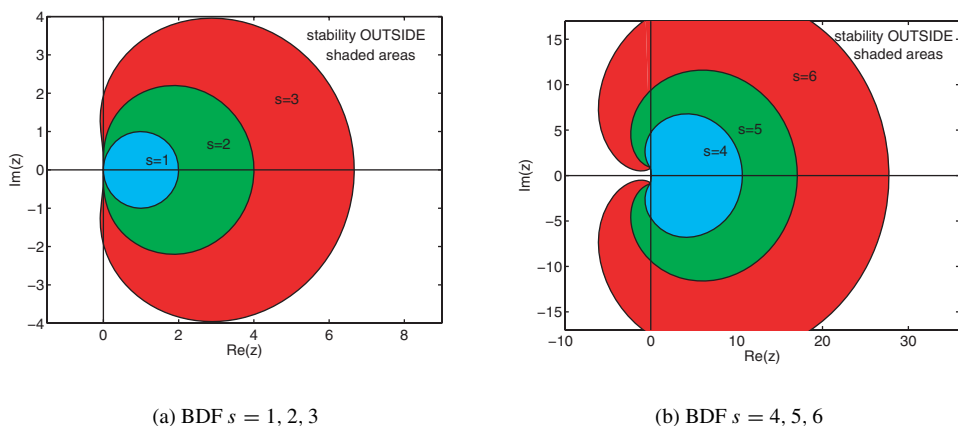 4
3
2
1
0
−1
−2
−3
−4
Im(z)
0
2
4
6
8
Re(z)
stability OUTSIDE
shaded areas
s=3
s=2
s=1
(a) BDF s = 1, 2, 3
15
10
5
0
−5
−10
−15
Im(z)
−10
0
10
20
30
Re(z)
stability OUTSIDE
shaded areas
s=6
s=5
s=4
(b) BDF s = 4, 5, 6